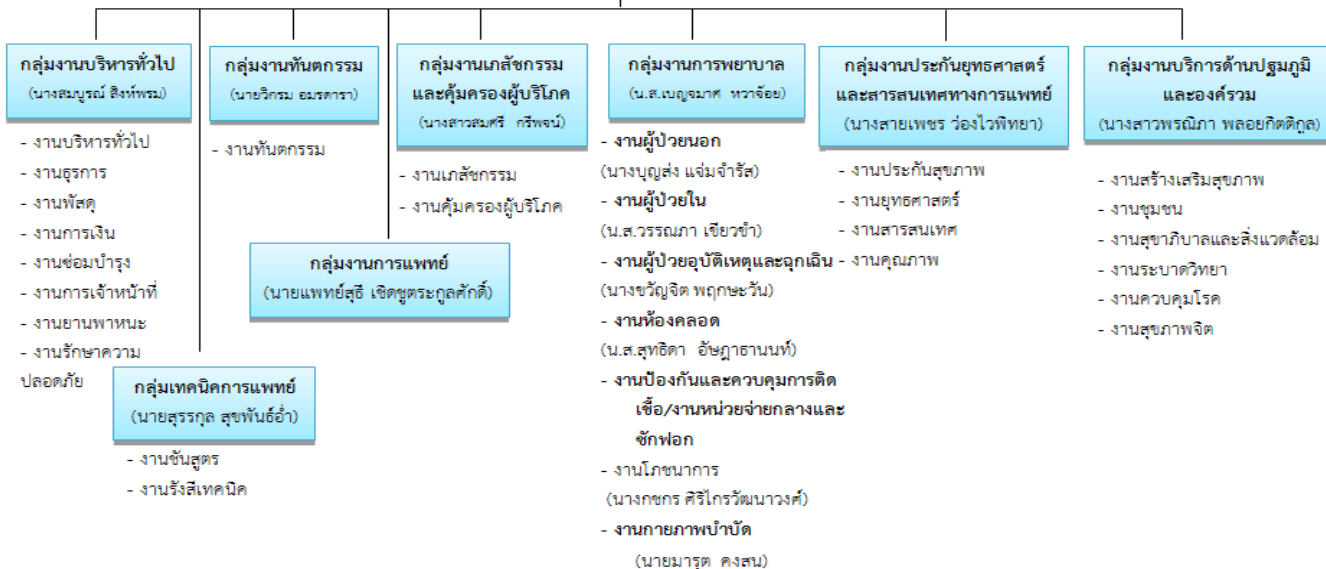 กลุ่มงานบริหารทั่วไป
(นางสมบูรณ์ สิงห์พรม)
- งานบริหารทั่วไป
- งานธุรการ
- งานพัสดุ
- งานการเงิน
- งานซ่อมบำรุง
- งานการเจ้าหน้าที่
- งานยานพาหนะ
- งานรักษาความ
ปลอดภัย
กลุ่มเทคนิคการแพทย์
(นายสุรรกุล สุขพันธ์อ่ำ)
- งานชันสูตร
- งานรังสีเทคนิค
กลุ่มงานทันตกรรม
(นายวิกรม อมรดารา)
- งานทันตกรรม
กลุ่มงานการแพทย์
(นายแพทย์สุธี เชิดชูตระกูลศักดิ์)
กลุ่มงานเภสัชกรรม
และคุ้มครองผู้บริโภค
(นางสาวสมศรี กรีพจน์)
- งานเภสัชกรรม
- งานคุ้มครองผู้บริโภค
กลุ่มงานการพยาบาล
(น.ส.เบญจมาศ หวาจ้อย)
- งานผู้ป่วยนอก
(นางบุญส่ง แจ่มจำรัส)
- งานผู้ป่วยใน
(น.ส.วรรณภา เขียวขำ)
- งานผู้ป่วยอุบัติเหตุและฉุกเฉิน
(นางขวัญจิต พฤกษะวัน)
- งานห้องคลอด
(น.ส.สุทธิดา อัษฎาธานนท์)
- งานป้องกันและควบคุมการติด
เชื้อ/งานหน่วยจ่ายกลางและ
ซักฟอก
- งานโภชนาการ
(นางกชกร ศิริไกรวัฒนาวงศ์)
- งานกายภาพบำบัด
(นายมารุต คงสน)
กลุ่มงานประกันยุทธศาสตร์
และสารสนเทศทางการแพทย์
(นางสายเพชร ว่องไวพิทยา)
- งานประกันสุขภาพ
- งานยุทธศาสตร์
- งานสารสนเทศ
- งานคุณภาพ
กลุ่มงานบริการด้านปฐมภูมิ
และองค์รวม
(นางสาวพรณิภา พลอยกิตติกูล)
- งานสร้างเสริมสุขภาพ
- งานชุมชน
- งานสุขาภิบาลและสิ่งแวดล้อม
- งานระบาดวิทยา
- งานควบคุมโรค
- งานสุขภาพจิต